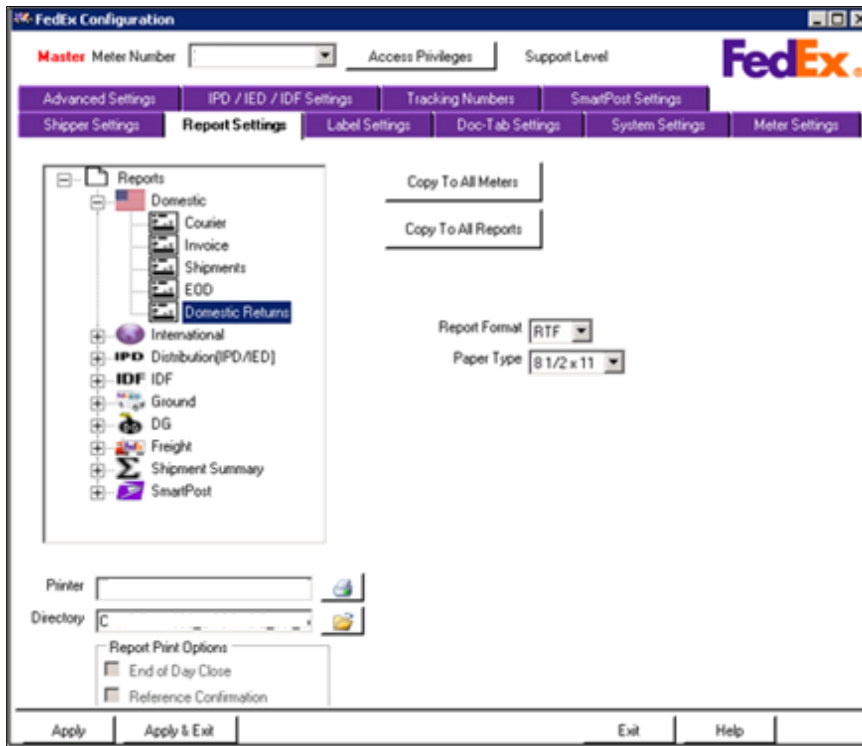 FedEx Configuration
Master Meter Number Access Privileges Support Level FedEx
Advanced Settings IPD / IED / IDF Settings Tracking Numbers SmartPost Settings
Shipper Settings Report Settings Label Settings Doc-Tab Settings System Settings Meter Settings
Reports
Domestic
Courier
Invoice
Shipments
EOD
Domestic Returns
International
IPD Distribution[IPD/IED]
IDF IDF
Ground
DG
Freight
Shipment Summary
SmartPost
Copy To All Meters
Copy To All Reports
Report Format RTF
Paper Type 8 1/2 x 11
Printer
Directory C
Report Print Options
End of Day Close
Reference Confirmation
Apply Apply & Exit Exit Help